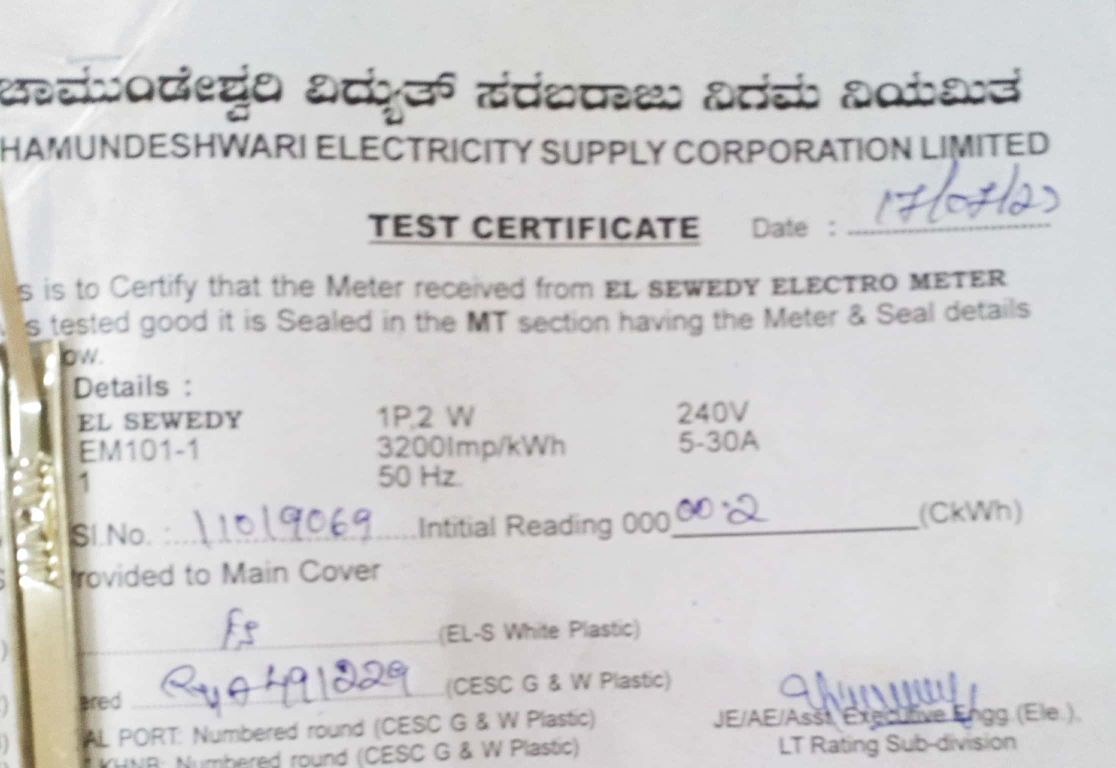 ಚಾಮುಂಡೇಶ್ವರಿ ವಿದ್ಯುತ್ ಸರಬರಾಜು ನಿಗಮ ನಿಯಮಿತ
HAMUNDESHWARI ELECTRICITY SUPPLY CORPORATION LIMITED
TEST CERTIFICATE Date : 17/07/23
s is to Certify that the Meter received from EL SEWEDY ELECTRO METER
s tested good it is Sealed in the MT section having the Meter & Seal details
ow.
Details :
EL SEWEDY 1P,2 W 240V
EM101-1 3200Imp/kWh 5-30A
1 50 Hz.
Sl.No. : 11019069 Intitial Reading 000 00.2 (CkWh)
rovided to Main Cover
(EL-S White Plastic)
ered (CESC G & W Plastic)
AL PORT: Numbered round (CESC G & W Plastic) JE/AE/Asst. Executive Engg.(Ele.),
Numbered round (CESC G & W Plastic) LT Rating Sub-division